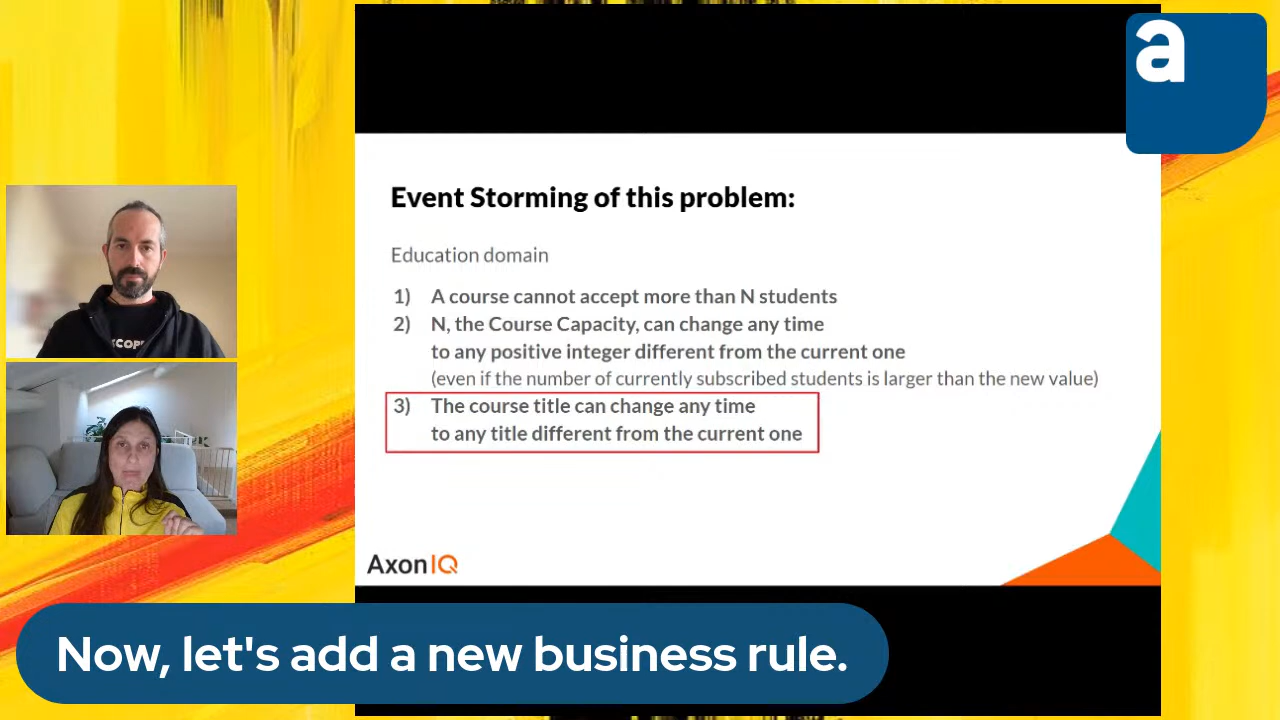 a
Event Storming of this problem:
Education domain
1) A course cannot accept more than N students
2) N, the Course Capacity, can change any time
to any positive integer different from the current one
(even if the number of currently subscribed students is larger than the new value)
3) The course title can change any time
to any title different from the current one
AxonIQ
Now, let's add a new business rule.